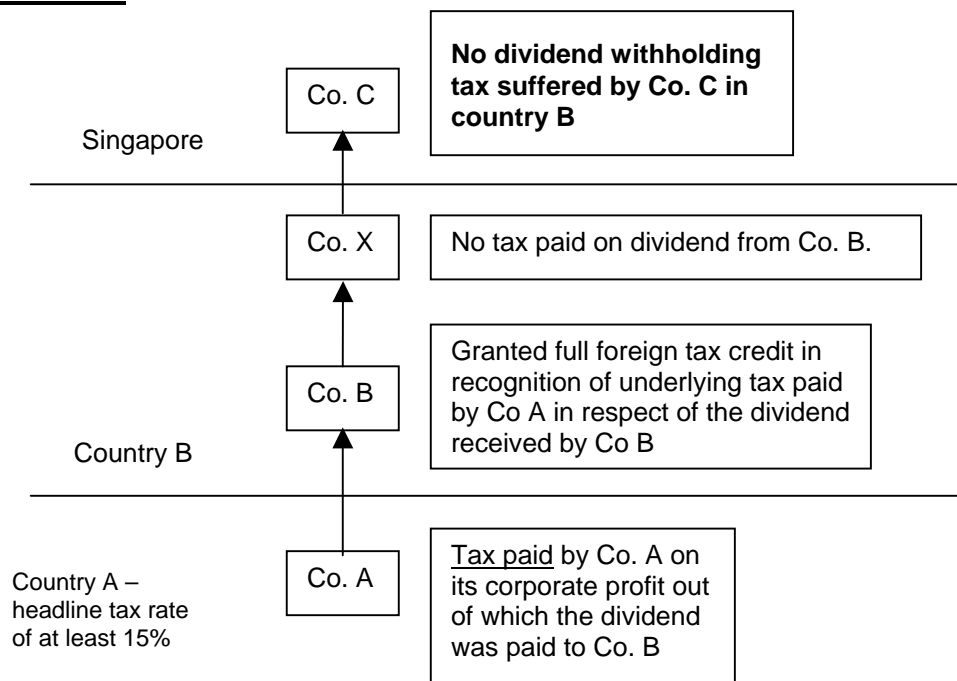 Co. C
No dividend withholding
tax suffered by Co. C in
country B
Singapore
Co. X
No tax paid on dividend from Co. B.
Co. B
Granted full foreign tax credit in
recognition of underlying tax paid
by Co A in respect of the dividend
received by Co B
Country B
Co. A
Tax paid by Co. A on
its corporate profit out
of which the dividend
was paid to Co. B
Country A –
headline tax rate
of at least 15%